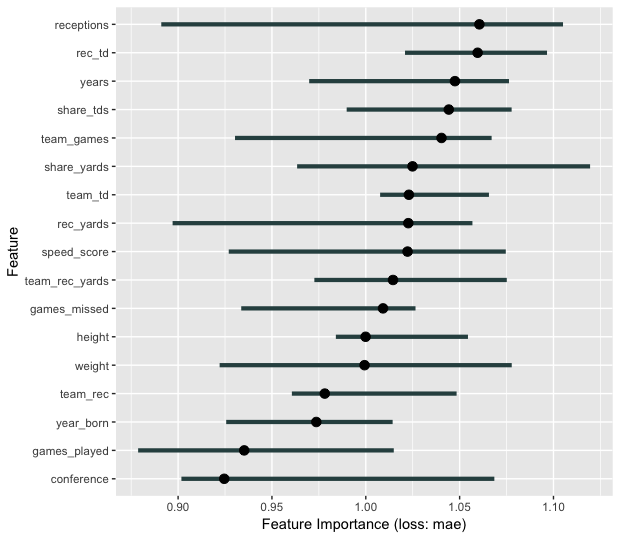 receptions
rec_td
years
share_tds
team_games
share_yards
team_td
rec_yards
speed_score
team_rec_yards
games_missed
height
weight
team_rec
year_born
games_played
conference
Feature
0.90 0.95 1.00 1.05 1.10
Feature Importance (loss: mae)